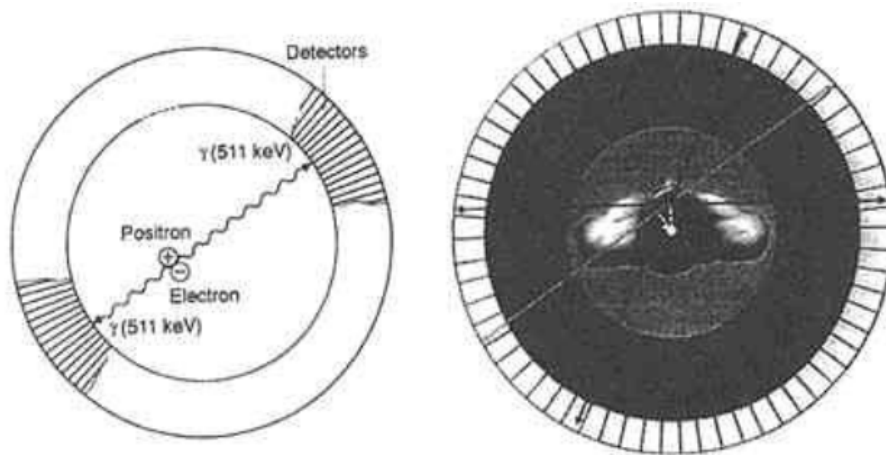 Detectors
γ(511 keV)
Positron
+
−
Electron
γ(511 keV)